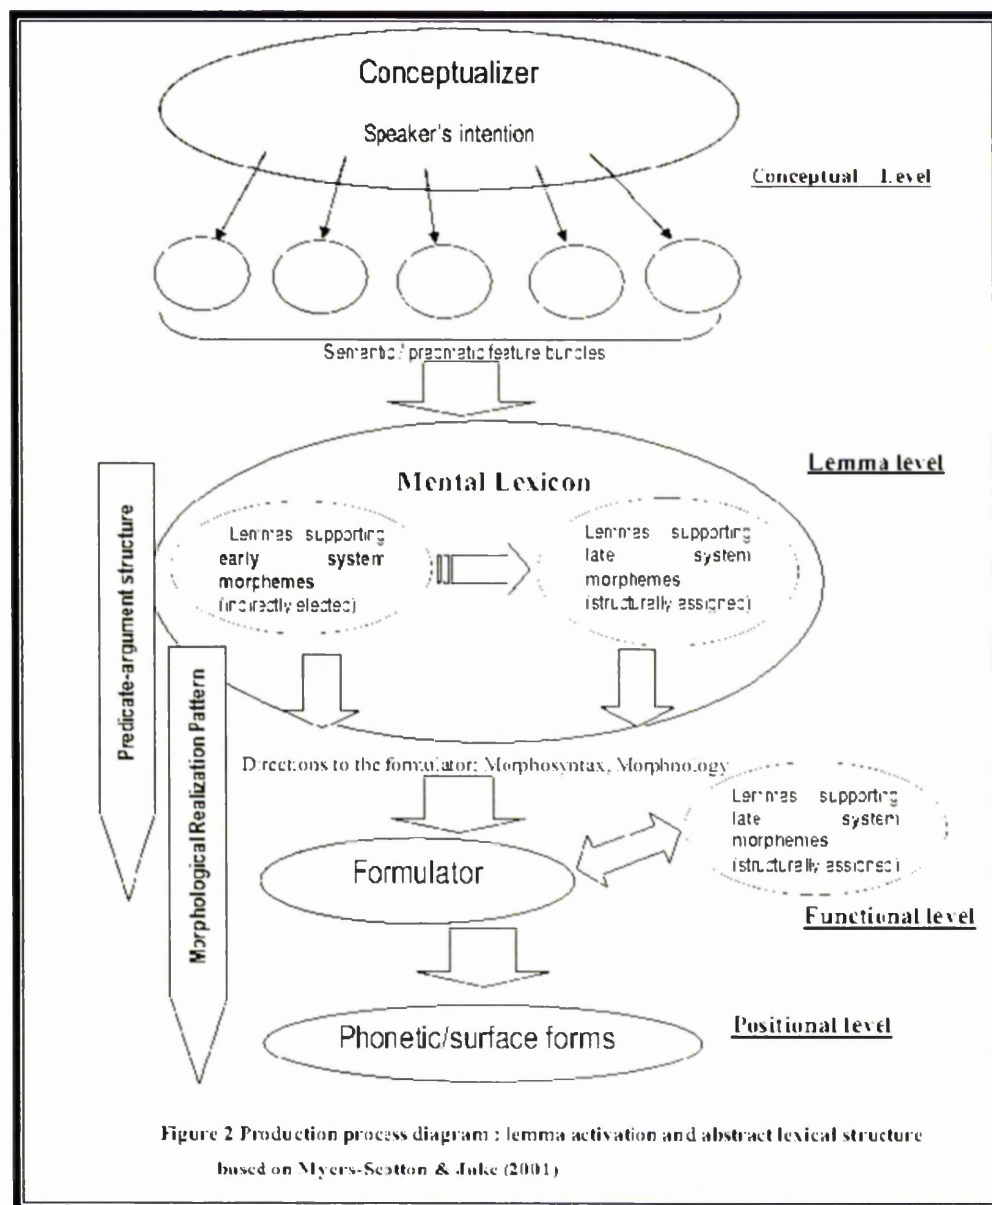 Conceptualizer
Speaker's intention
Conceptual Level
Semantic / pragmatic feature bundles
Lemma level
Mental Lexicon
Lemmas supporting
early system
morphemes
(indirectly elected)
Lemmas supporting
late system
morphemes
(structurally assigned)
Predicate-argument structure
Morphological Realization Pattern
Directions to the formulator: Morphosyntax, Morphnology
Lemmas supporting
late system
morphemes
(structurally assigned)
Formulator
Functional level
Phonetic/surface forms
Positional level
Figure 2 Production process diagram : lemma activation and abstract lexical structure
based on Myers-Scotton & Jake (2001)